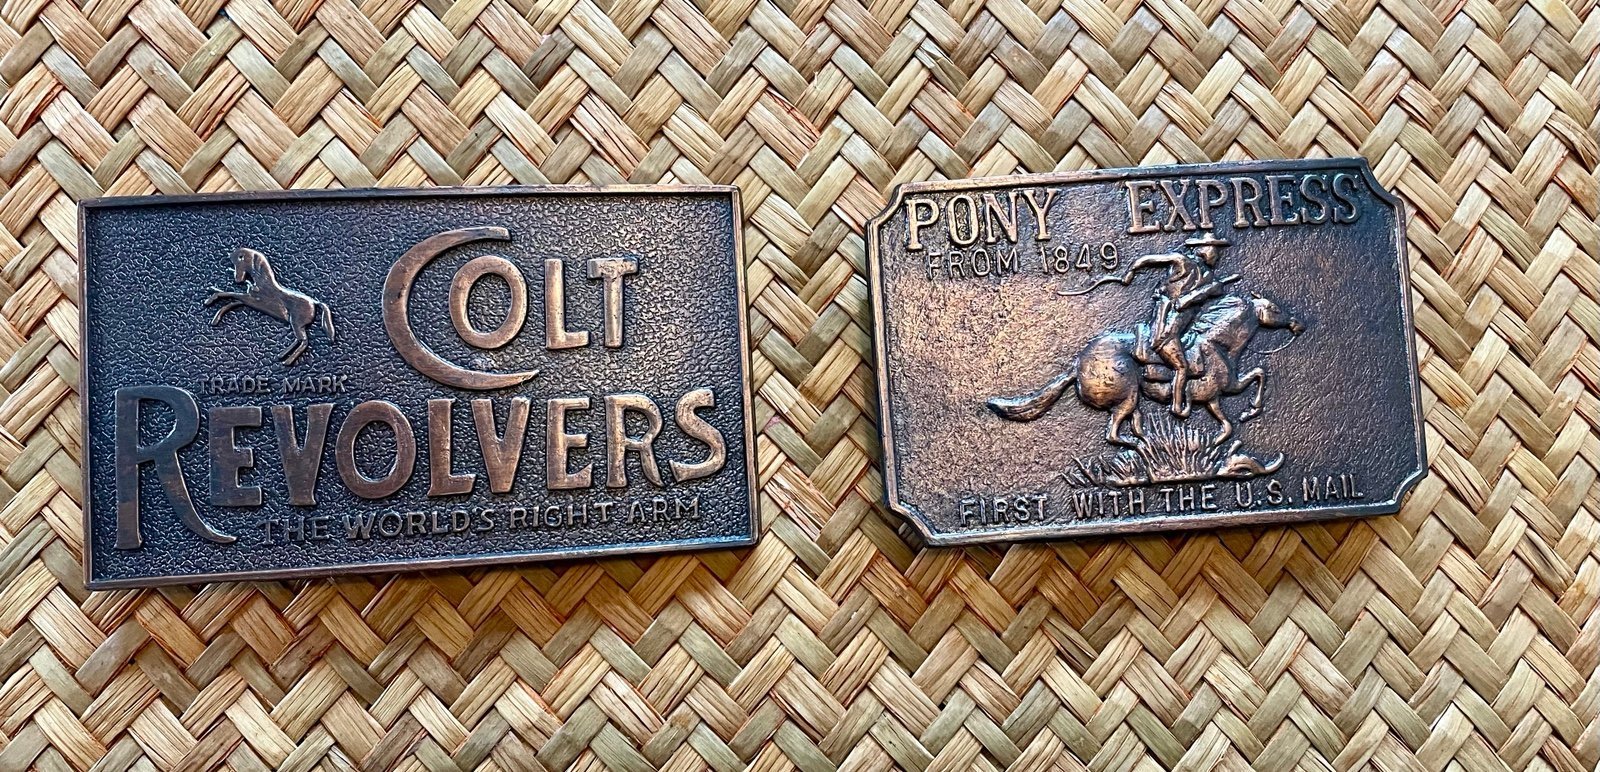 COLT
TRADE MARK
REVOLVERS
THE WORLD'S RIGHT ARM
PONY EXPRESS
FROM 1849
FIRST WITH THE U.S. MAIL